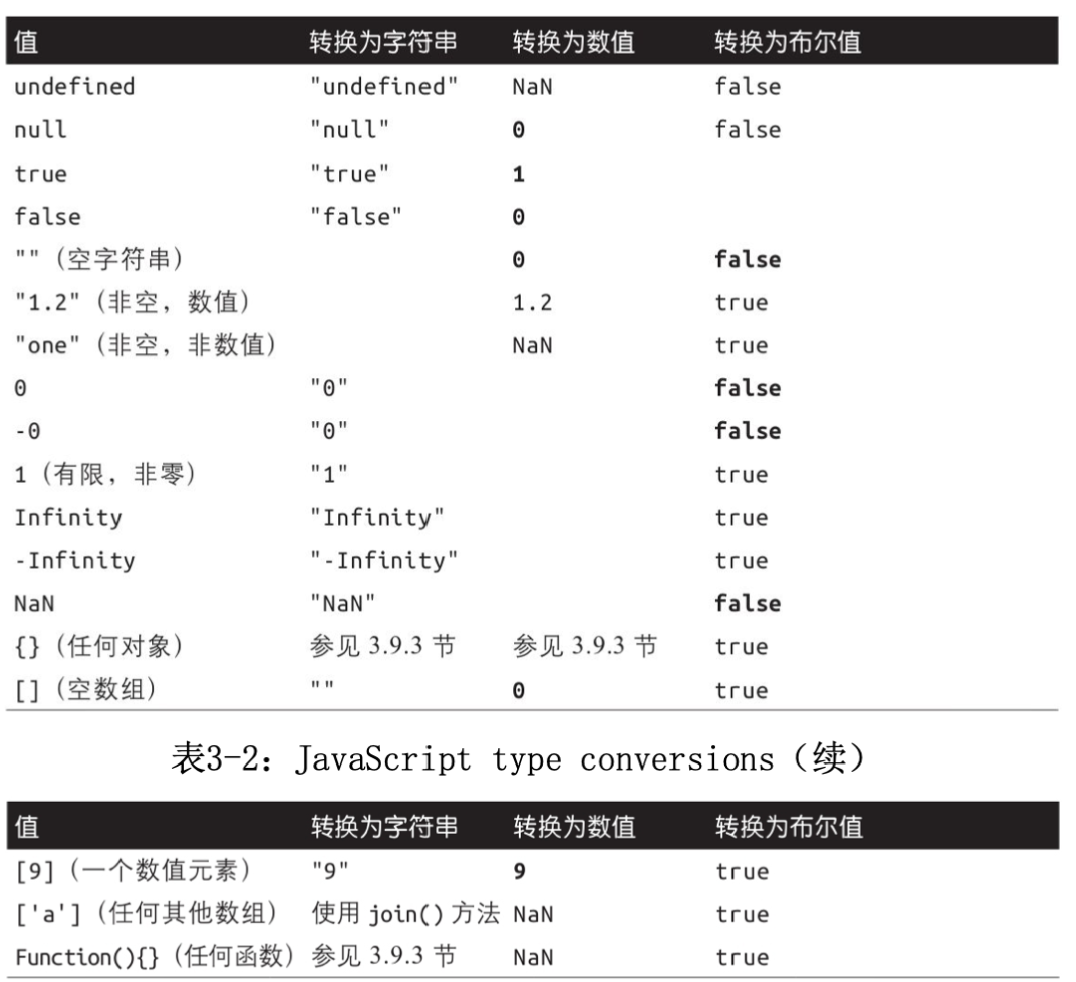 值 转换为字符串 转换为数值 转换为布尔值
undefined "undefined" NaN false
null "null" 0 false
true "true" 1
false "false" 0
""（空字符串） 0 false
"1.2"（非空，数值） 1.2 true
"one"（非空，非数值） NaN true
0 "0" false
-0 "0" false
1（有限，非零） "1" true
Infinity "Infinity" true
-Infinity "-Infinity" true
NaN "NaN" false
{}（任何对象） 参见 3.9.3 节 参见 3.9.3 节 true
[]（空数组） "" 0 true
表3-2：JavaScript type conversions（续）
值 转换为字符串 转换为数值 转换为布尔值
[9]（一个数值元素） "9" 9 true
['a']（任何其他数组） 使用 join() 方法 NaN true
Function(){}（任何函数） 参见 3.9.3 节 NaN true